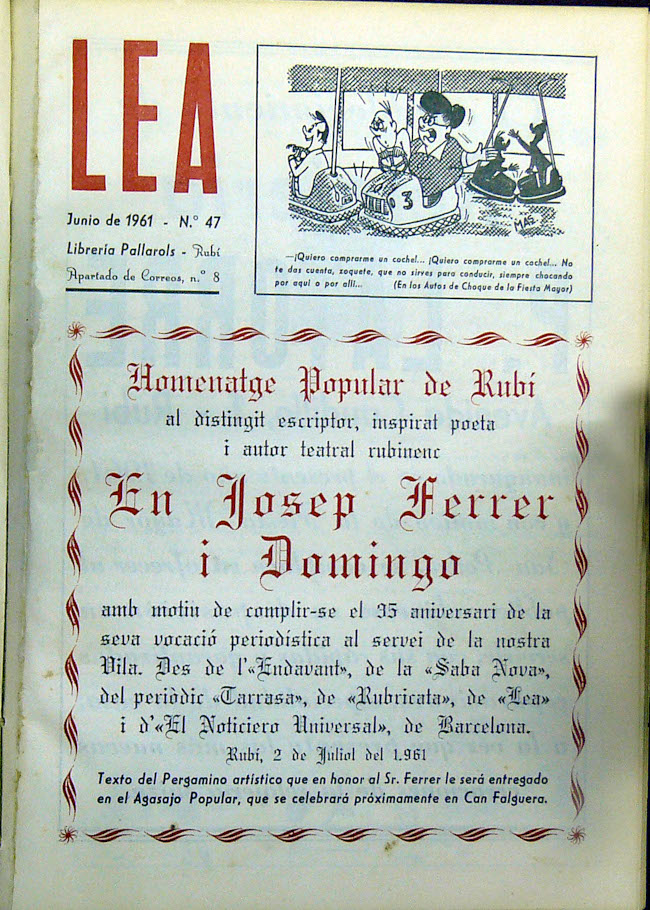 LEA
Junio de 1961 - N.° 47
Librería Pallarols - Rubí
Apartado de Correos, n.° 8
3
MAS
—¡Quiero comprarme un coche!... ¡Quiero comprarme un coche!... No
te das cuenta, zoquete, que no sirves para conducir, siempre chocando
por aquí o por allí... (En los Autos de Choque de la Fiesta Mayor)
Homenatge Popular de Rubí
al distingit escriptor, inspirat poeta
i autor teatral rubinenc
En Josep Ferrer
i Domingo
amb motiu de complir-se el 35 aniversari de la
seva vocació periodística al servei de la nostra
Vila. Des de l'«Endavant», de la «Saba Nova»,
del periòdic «Tarrasa», de «Rubricata», de «Lea»
i d'«El Noticiero Universal», de Barcelona.
Rubí, 2 de Juliol del 1.961
Texto del Pergamino artístico que en honor al Sr. Ferrer le será entregado
en el Agasajo Popular, que se celebrará próximamente en Can Falguera.